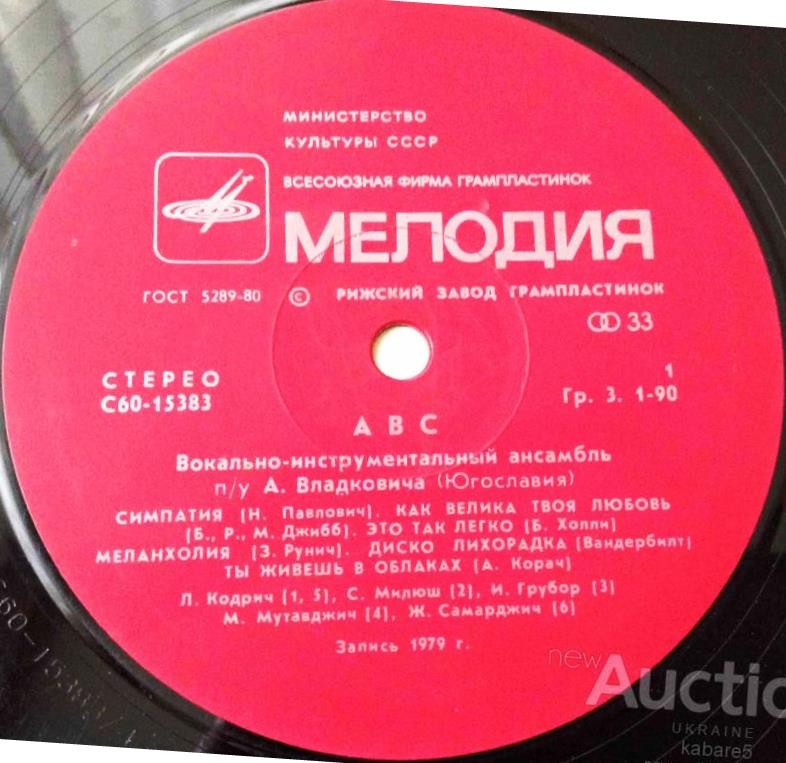 МИНИСТЕРСТВО
КУЛЬТУРЫ СССР
ВСЕСОЮЗНАЯ ФИРМА ГРАМПЛАСТИНОК
МЕЛОДИЯ
ГОСТ 5289-80 © РИЖСКИЙ ЗАВОД ГРАМПЛАСТИНОК
33
СТЕРЕО
С60-15383
1
Гр. 3. 1-90
АВС
Вокально-инструментальный ансамбль
п/у А. Владковича (Югославия)
СИМПАТИЯ (Н. Павлович). КАК ВЕЛИКА ТВОЯ ЛЮБОВЬ
(Б., Р., М. Джибб). ЭТО ТАК ЛЕГКО (Б. Холли)
МЕЛАНХОЛИЯ (З. Рунич). ДИСКО ЛИХОРАДКА (Вандербилт)
ТЫ ЖИВЕШЬ В ОБЛАКАХ (А. Корач)
Л. Кодрич (1, 5), С. Милюш (2), И. Грубор (3)
М. Мутавджич (4), Ж. Самарджич (6)
Запись 1979 г.
new
Auctio
UKRAINE
kabare5